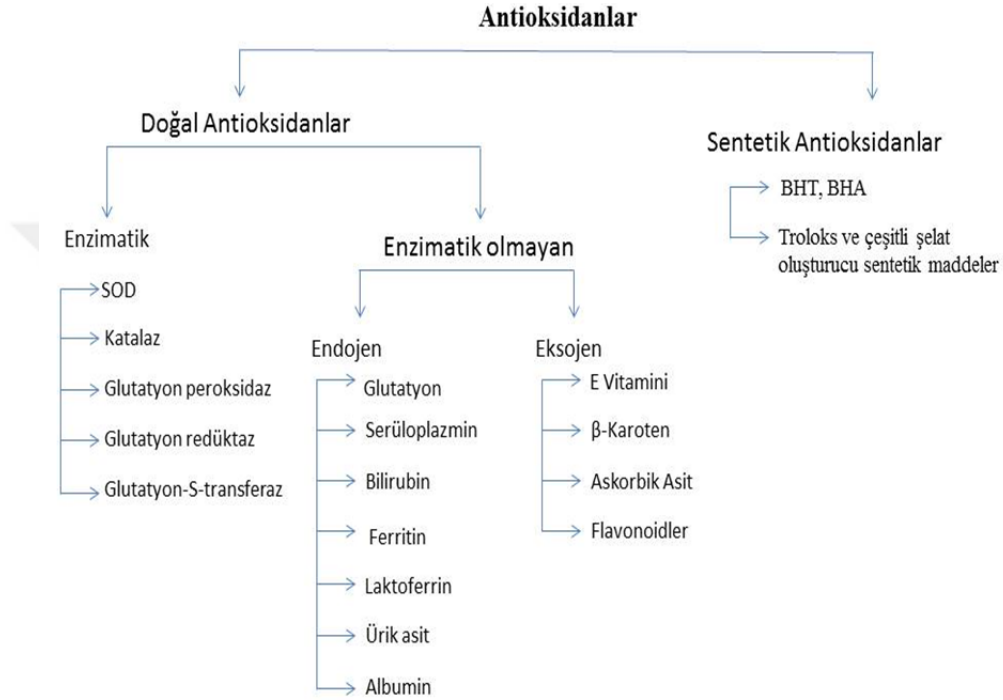 Antioksidanlar
Doğal Antioksidanlar
Sentetik Antioksidanlar
BHT, BHA
Troloks ve çeşitli şelat
oluşturucu sentetik maddeler
Enzimatik
SOD
Katalaz
Glutatyon peroksidaz
Glutatyon redüktaz
Glutatyon-S-transferaz
Enzimatik olmayan
Endojen
Glutatyon
Serüloplazmin
Bilirubin
Ferritin
Laktoferrin
Ürik asit
Albumin
Eksojen
E Vitamini
β-Karoten
Askorbik Asit
Flavonoidler